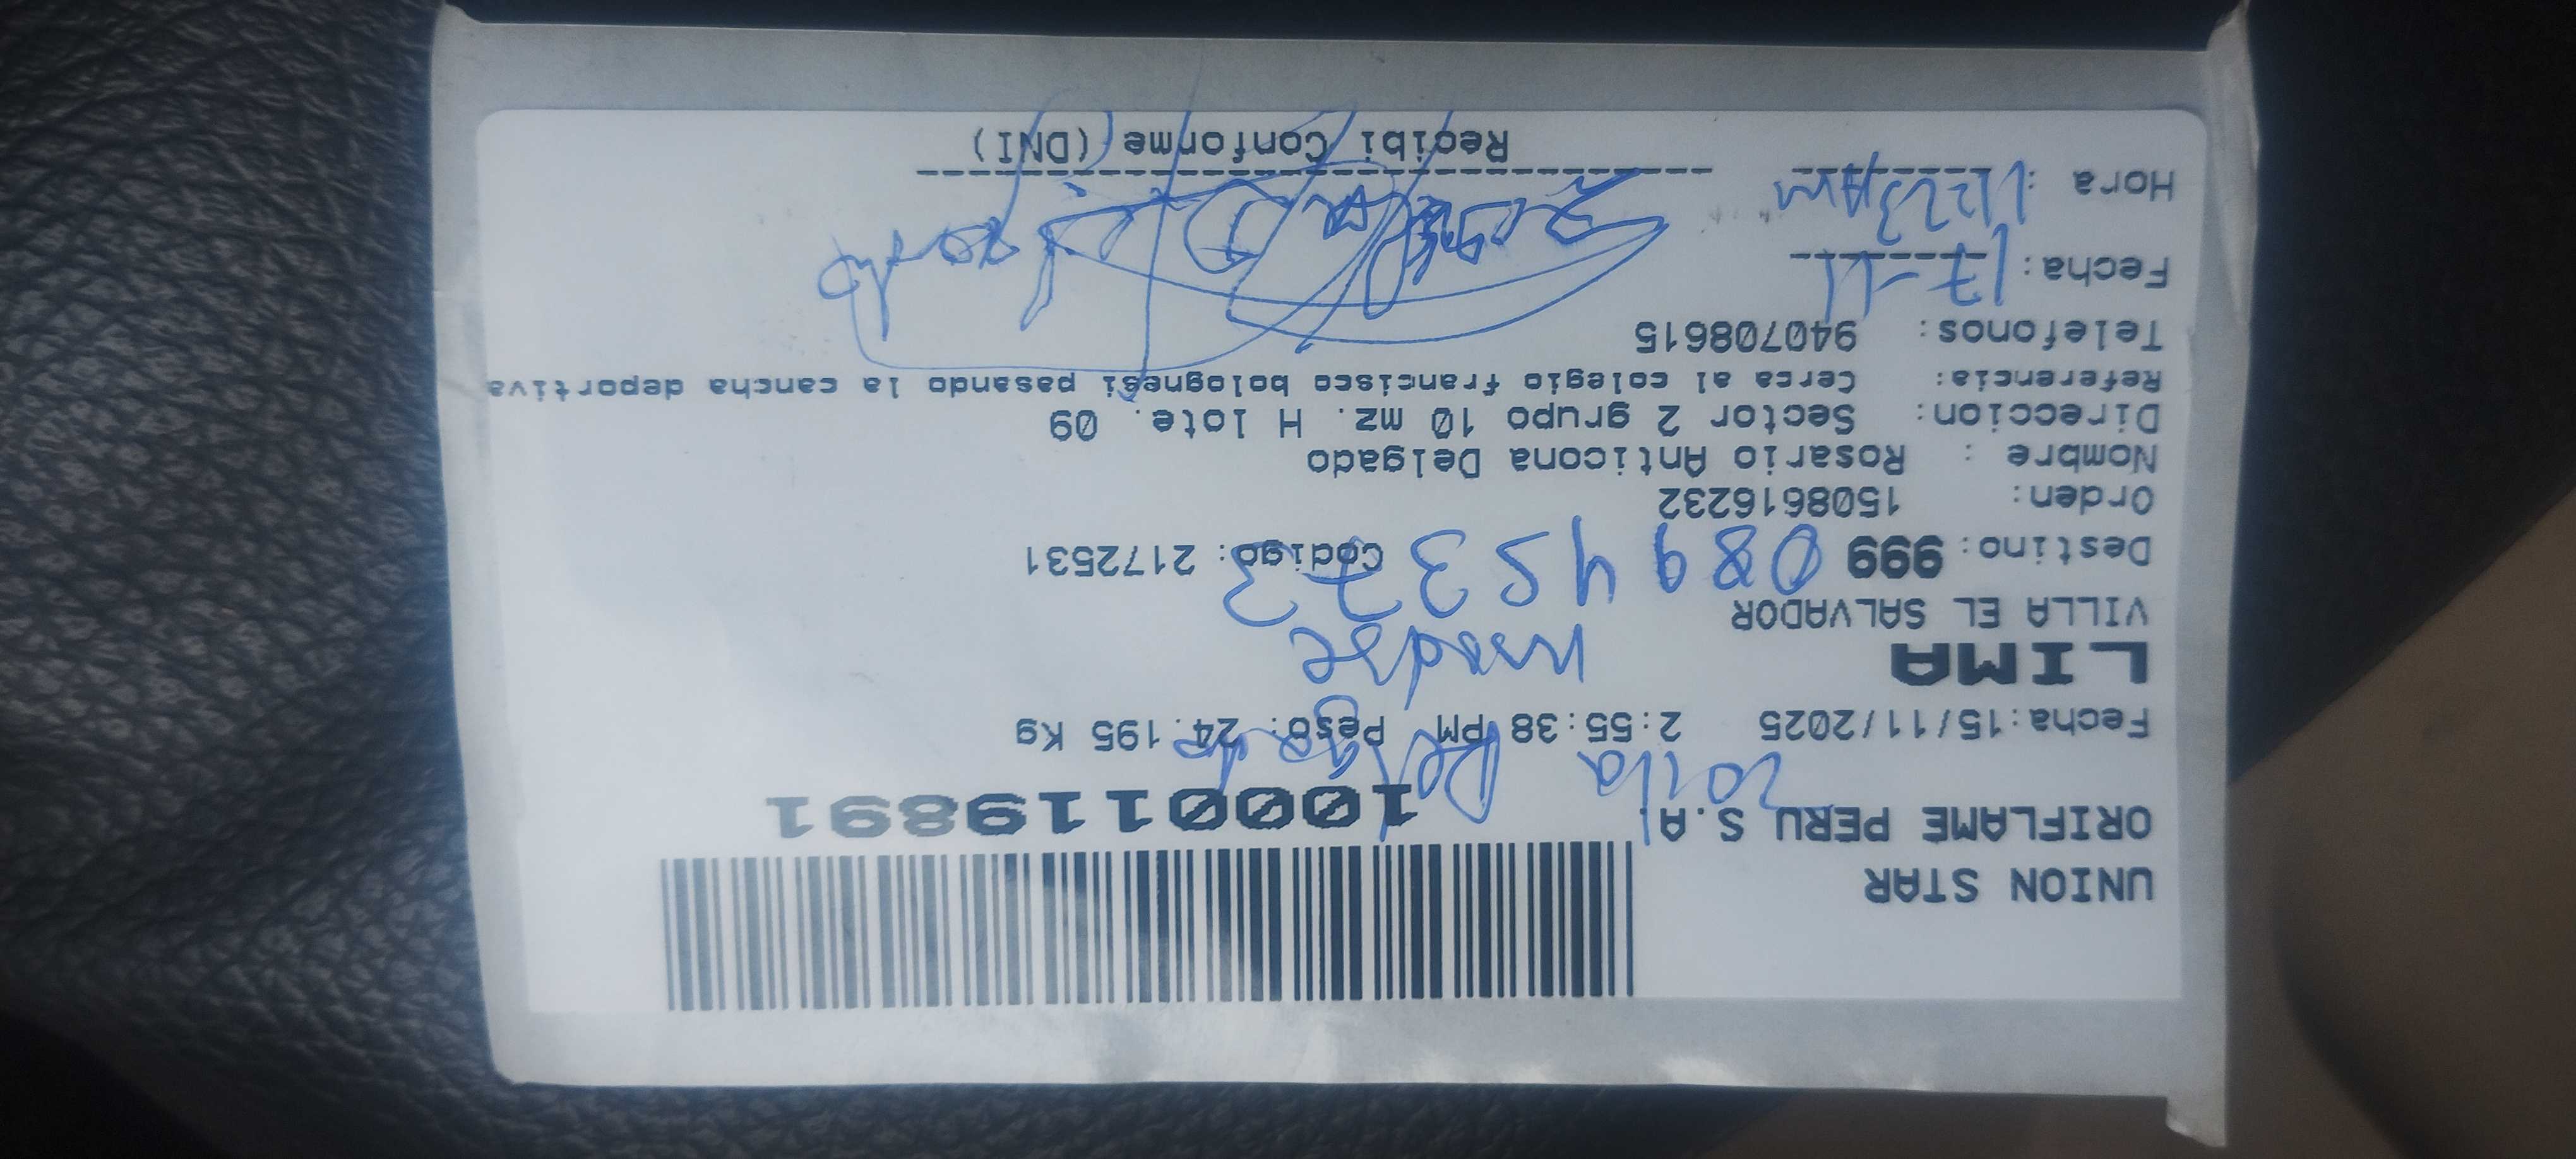 UNION STAR
ORIFLAME PERU S.A. 1000119891
Zoila Delgado
Fecha:15/11/2025 2:55:38 PM Peso: 24.195 Kg
LIMA
madre
VILLA EL SALVADOR
Destino: 999 Codigo: 2172531
08945373
Orden: 1508616232
Nombre : Rosario Anticona Delgado
Direccion: Sector 2 grupo 10 mz. H lote. 09
Referencia: Cerca al colegio francisco bolognesi pasando la cancha deportiva
Telefonos: 940708615
Fecha: 17-11
Hora : 11:23AM
Recibi Conforme (DNI)